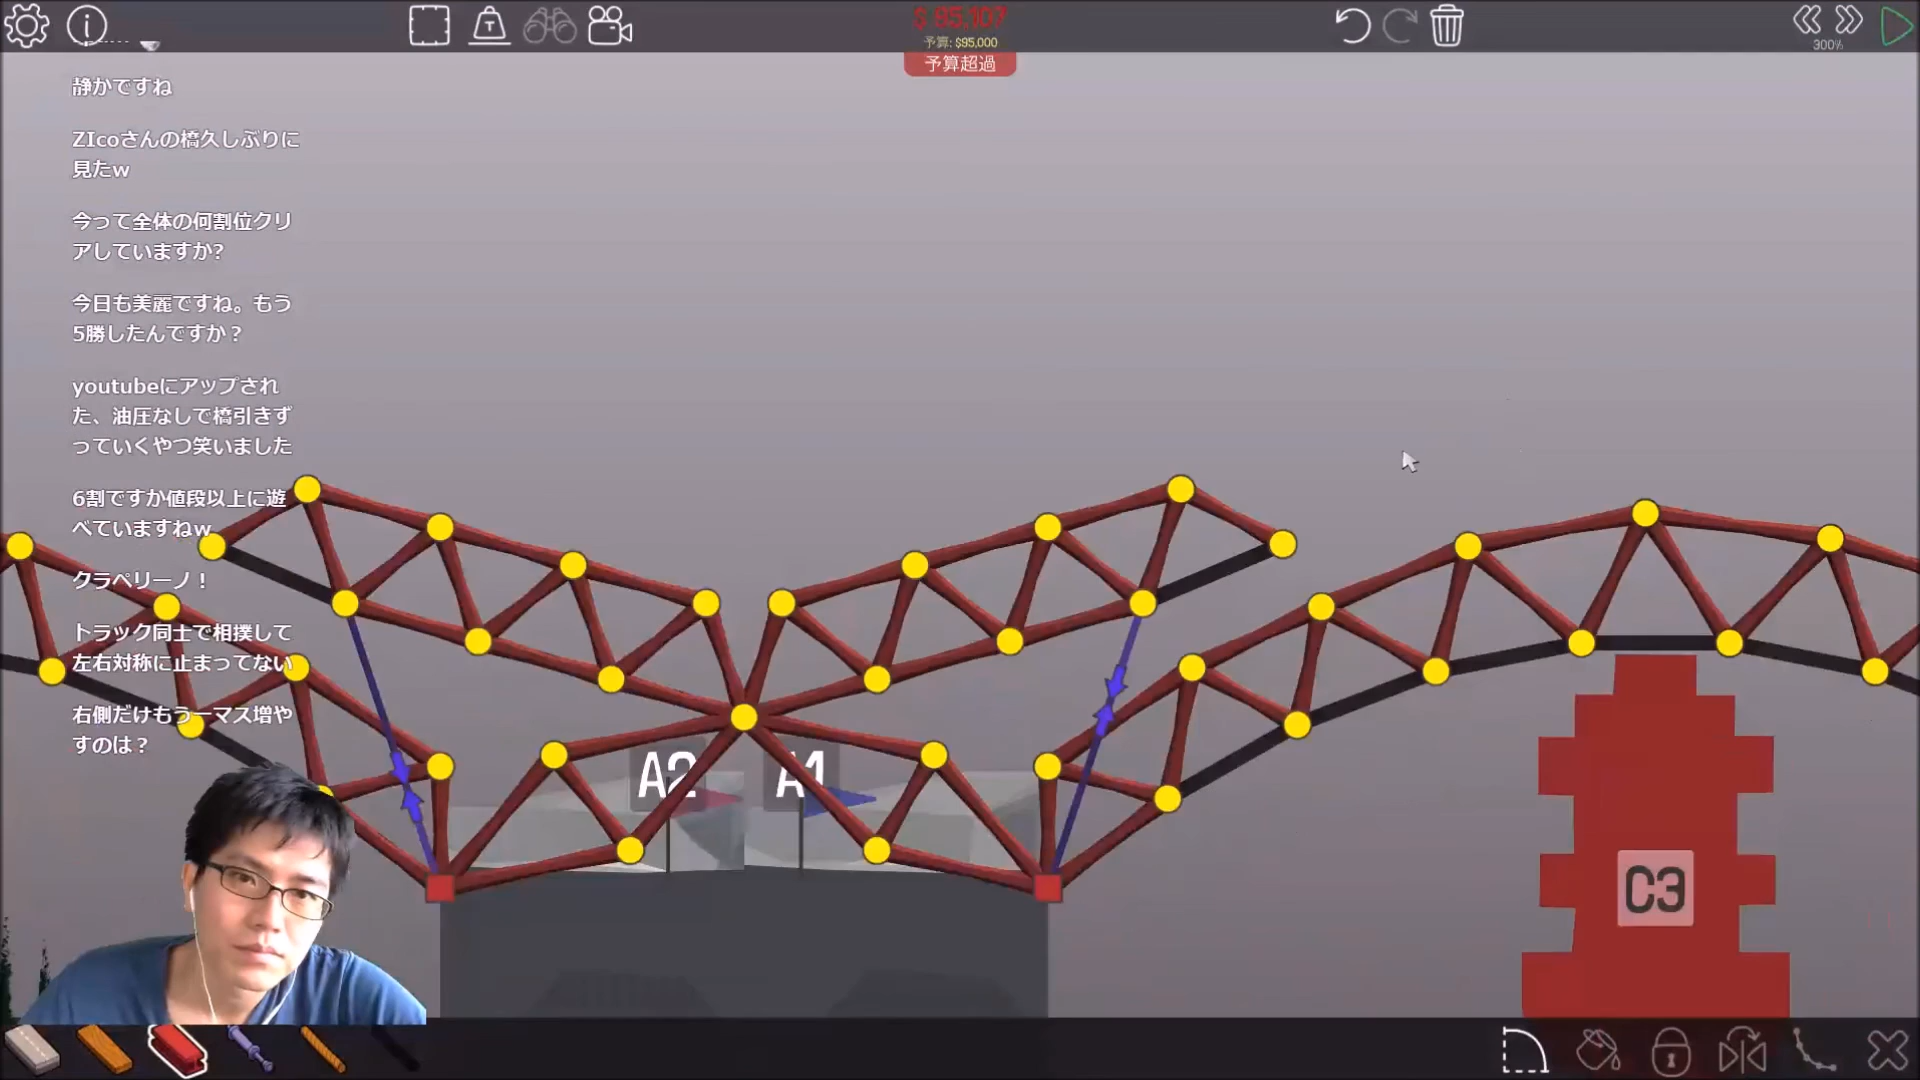 予算: $95,000
予算超過
300%
静かですね
ZIcoさんの橋久しぶりに
見たw
今って全体の何割位クリ
アしていますか?
今日も美麗ですね。もう
5勝したんですか？
youtubeにアップされ
た、油圧なしで橋引きず
っていくやつ笑いました
6割ですか値段以上に遊
べていますねw
クラペリーノ！
トラック同士で相撲して
左右対称に止まってない
右側だけもう一マス増や
すのは？
A2
A1
C3